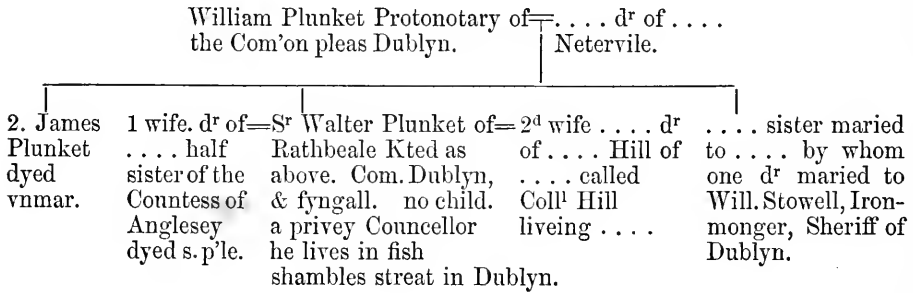 William Plunket Protonotary of=. . . . dr of . . . .
the Com'on pleas Dublyn. Netervile.
2. James
Plunket
dyed
vnmar.
1 wife. dr of=
. . . . half
sister of the
Countess of
Anglesey
dyed s. p'le.
Sr Walter Plunket of=
Rathbeale Kted as
above. Com. Dublyn,
& fyngall. no child.
a privey Councellor
he lives in fish
shambles streat in Dublyn.
2d wife . . . . dr
of . . . . Hill of
. . . . called
Coll1 Hill
liveing . . . .
. . . . sister maried
to . . . . by whom
one dr maried to
Will. Stowell, Iron-
monger, Sheriff of
Dublyn.